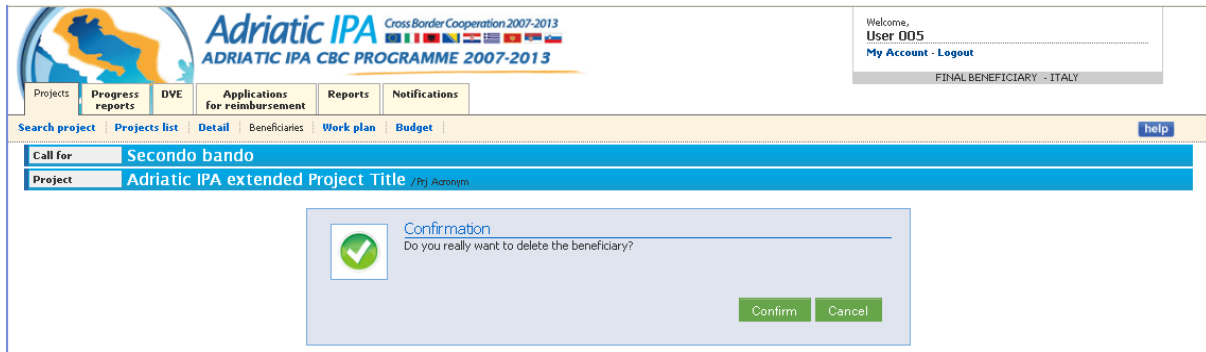 Adriatic IPA Cross Border Cooperation 2007-2013
ADRIATIC IPA CBC PROGRAMME 2007-2013
Welcome,
User 005
My Account - Logout
FINAL BENEFICIARY - ITALY
Projects
Progress reports
DVE
Applications for reimbursement
Reports
Notifications
Search project Projects list Detail Beneficiaries Work plan Budget help
Call for Secondo bando
Project Adriatic IPA extended Project Title /Prj Acronym
Confirmation
Do you really want to delete the beneficiary?
Confirm Cancel